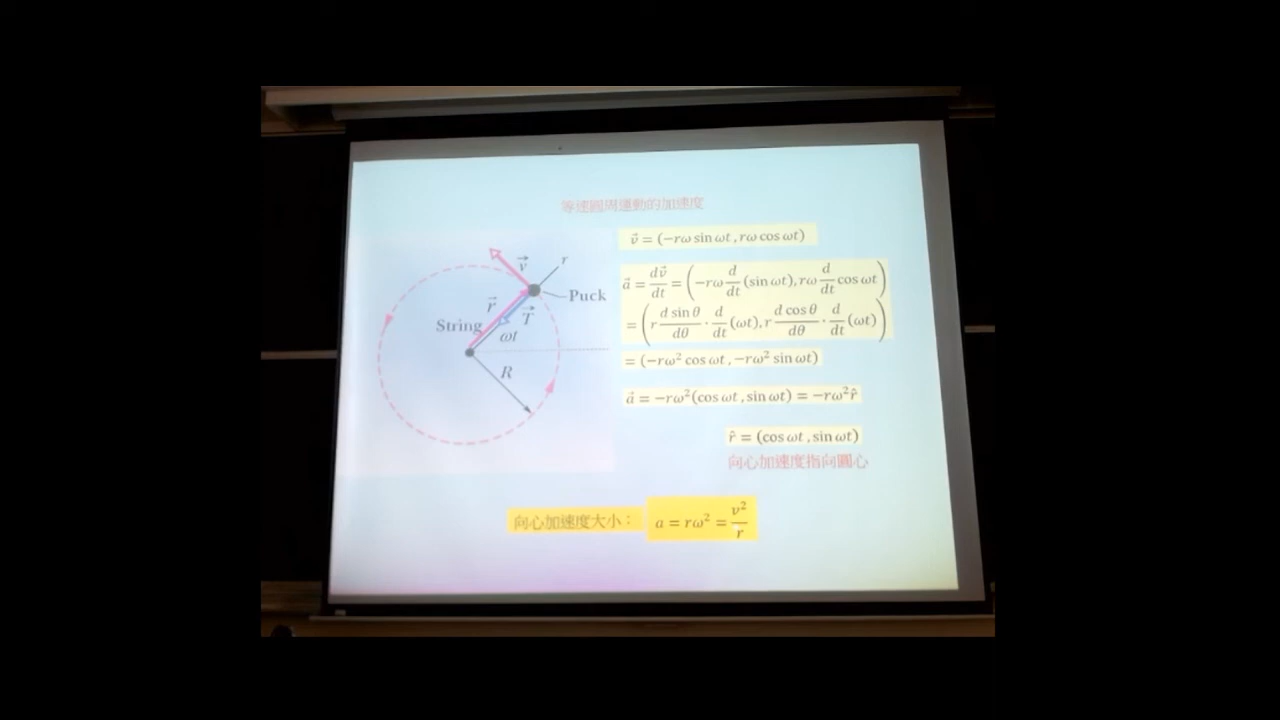 等速圓周運動的加速度
v⃗ = (−rω sin ωt , rω cos ωt)
a⃗ = dv⃗/dt = (−rω d/dt (sin ωt), rω d/dt cos ωt)
= (r d sin θ/dθ · d/dt (ωt), r d cos θ/dθ · d/dt (ωt))
= (−rω² cos ωt , −rω² sin ωt)
a⃗ = −rω²(cos ωt , sin ωt) = −rω² r̂
r̂ = (cos ωt , sin ωt)
向心加速度指向圓心
v⃗
r
r⃗
Puck
String
T⃗
ωt
R
向心加速度大小： a = rω² = v²/r